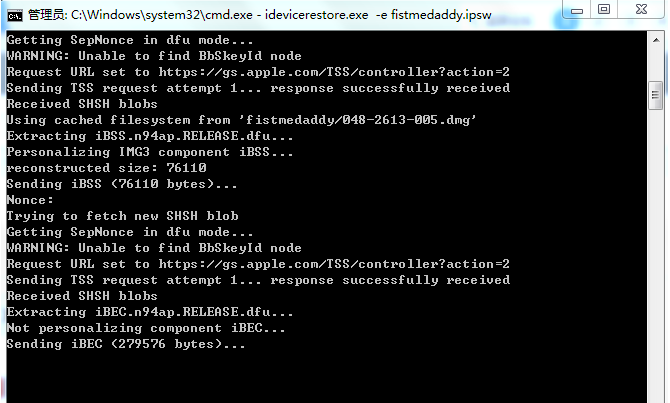 管理员: C:\Windows\system32\cmd.exe - idevicerestore.exe  -e fistmedaddy.ipsw
Getting SepNonce in dfu mode...
WARNING: Unable to find BbSkeyId node
Request URL set to https://gs.apple.com/TSS/controller?action=2
Sending TSS request attempt 1... response successfully received
Received SHSH blobs
Using cached filesystem from 'fistmedaddy/048-2613-005.dmg'
Extracting iBSS.n94ap.RELEASE.dfu...
Personalizing IMG3 component iBSS...
reconstructed size: 76110
Sending iBSS (76110 bytes)...
Nonce:
Trying to fetch new SHSH blob
Getting SepNonce in dfu mode...
WARNING: Unable to find BbSkeyId node
Request URL set to https://gs.apple.com/TSS/controller?action=2
Sending TSS request attempt 1... response successfully received
Received SHSH blobs
Extracting iBEC.n94ap.RELEASE.dfu...
Not personalizing component iBEC...
Sending iBEC (279576 bytes)...